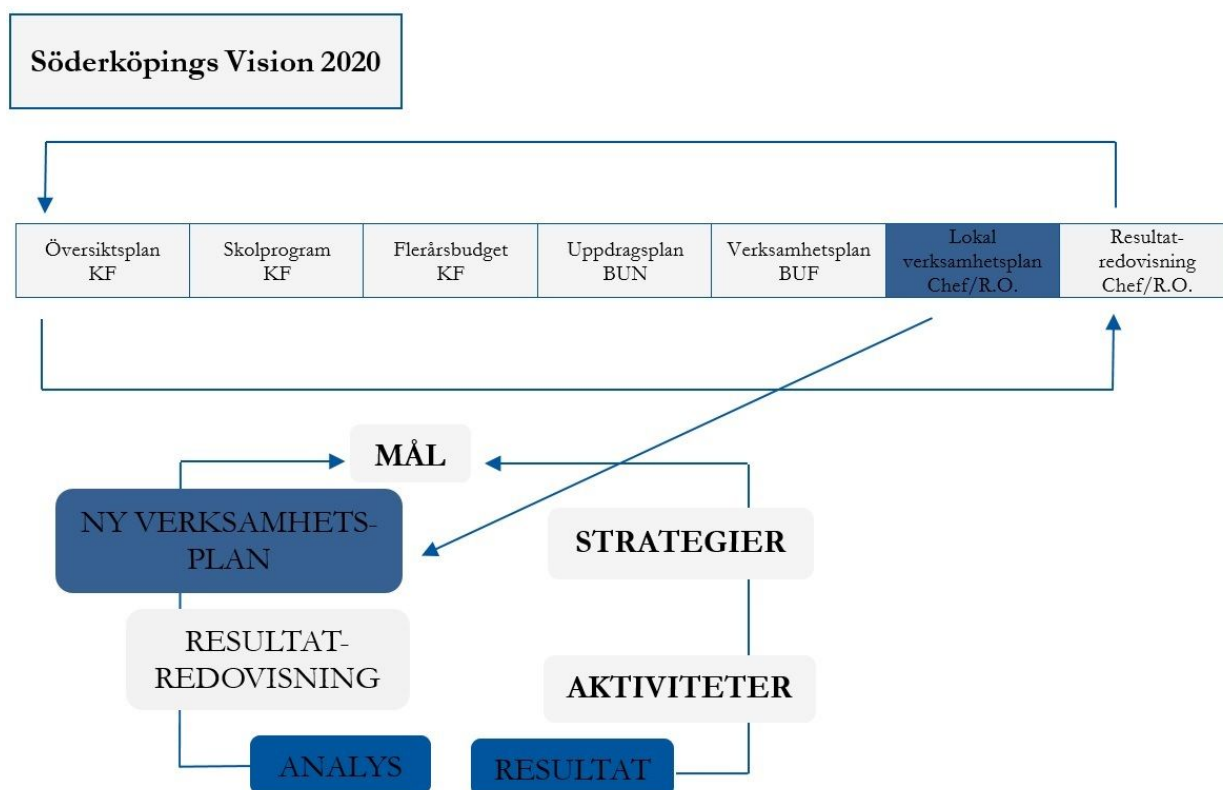 Söderköpings Vision 2020
Översiktsplan
KF
Skolprogram
KF
Flerårsbudget
KF
Uppdragsplan
BUN
Verksamhetsplan
BUF
Lokal
verksamhetsplan
Chef/R.O.
Resultat-
redovisning
Chef/R.O.
MÅL
NY VERKSAMHETS-
PLAN
STRATEGIER
RESULTAT-
REDOVISNING
AKTIVITETER
ANALYS
RESULTAT